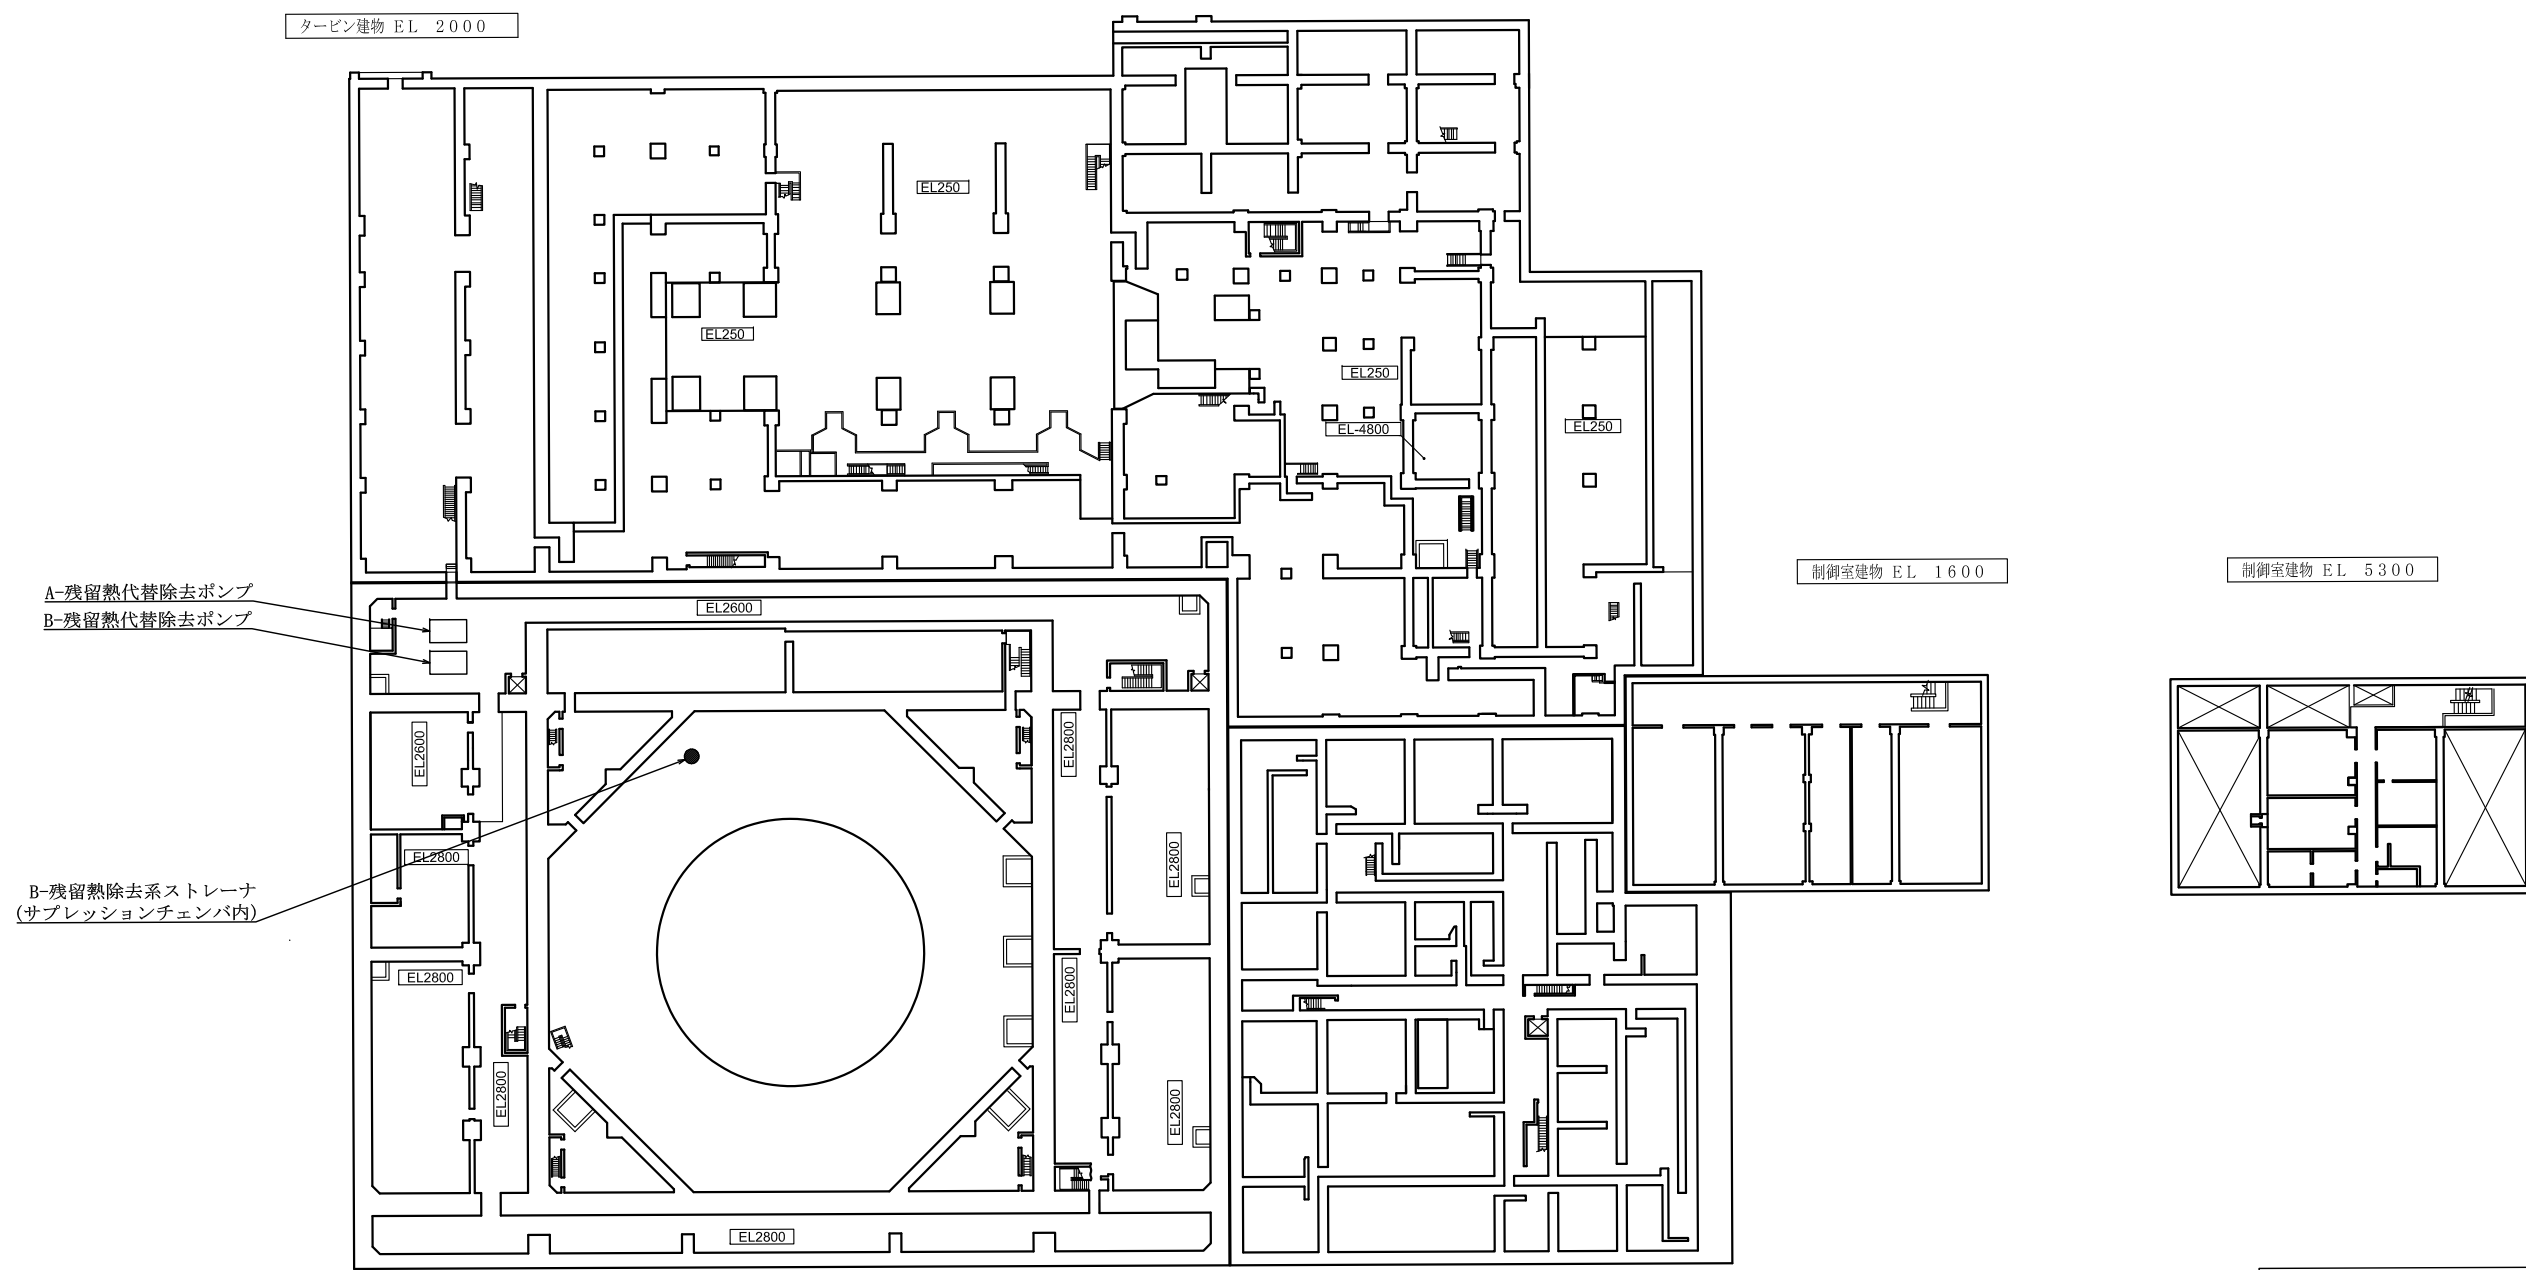 タービン建物 EL 2000
EL250
EL250
EL250
EL-4800
EL250
制御室建物 EL 1600
制御室建物 EL 5300
A-残留熱代替除去ポンプ
B-残留熱代替除去ポンプ
EL2600
EL2600
EL2800
EL2800
EL2800
B-残留熱除去系ストレーナ
(サプレッションチェンバ内)
EL2800
EL2800
EL2800
EL2800
EL2800